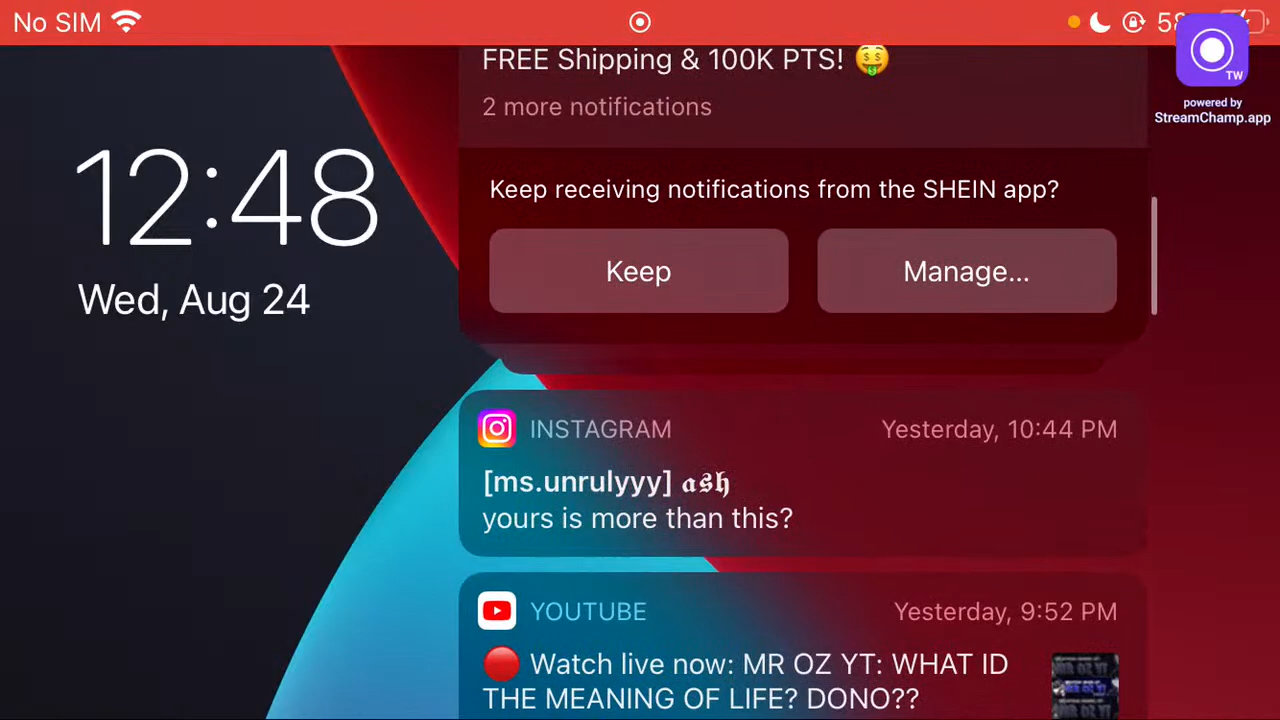 No SIM
TW
powered by
StreamChamp.app
12:48
Wed, Aug 24
FREE Shipping & 100K PTS! 🤑
2 more notifications
Keep receiving notifications from the SHEIN app?
Keep Manage...
INSTAGRAM Yesterday, 10:44 PM
[ms.unrulyyy] 𝖆𝖘𝖍
yours is more than this?
YOUTUBE Yesterday, 9:52 PM
🔴 Watch live now: MR OZ YT: WHAT ID
THE MEANING OF LIFE? DONO??